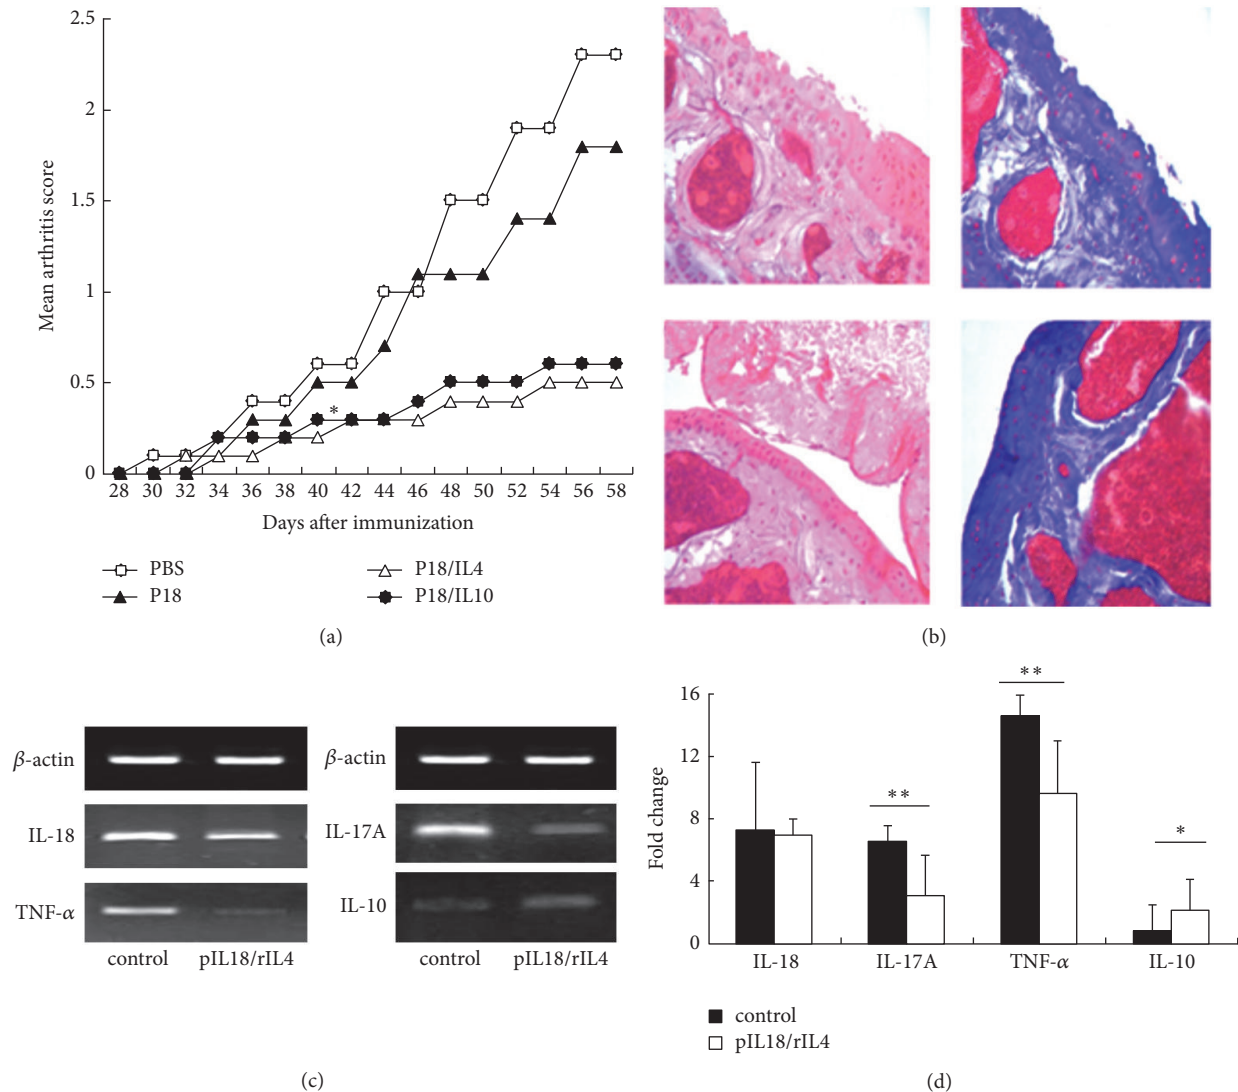 2.5
2
1.5
1
0.5
0
Mean arthritis score
*
28 30 32 34 36 38 40 42 44 46 48 50 52 54 56 58
Days after immunization
PBS
P18
P18/IL4
P18/IL10
(a)
(b)
β-actin
IL-18
TNF-α
control pIL18/rIL4
β-actin
IL-17A
IL-10
control pIL18/rIL4
(c)
16
12
8
4
0
Fold change
**
**
*
IL-18 IL-17A TNF-α IL-10
control
pIL18/rIL4
(d)